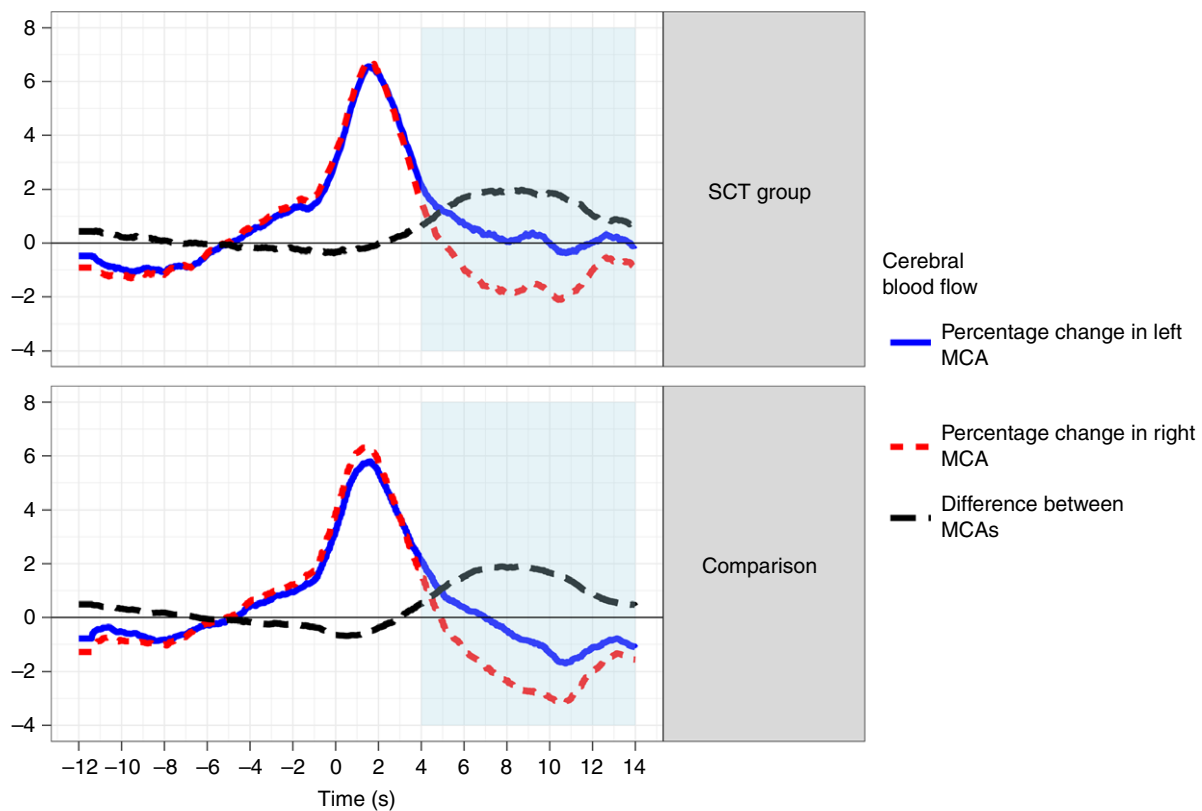 8
6
4
2
0
–2
–4
SCT group
8
6
4
2
0
–2
–4
Comparison
–12 –10 –8 –6 –4 –2 0 2 4 6 8 10 12 14
Time (s)
Cerebral
blood flow
Percentage change in left
MCA
Percentage change in right
MCA
Difference between
MCAs